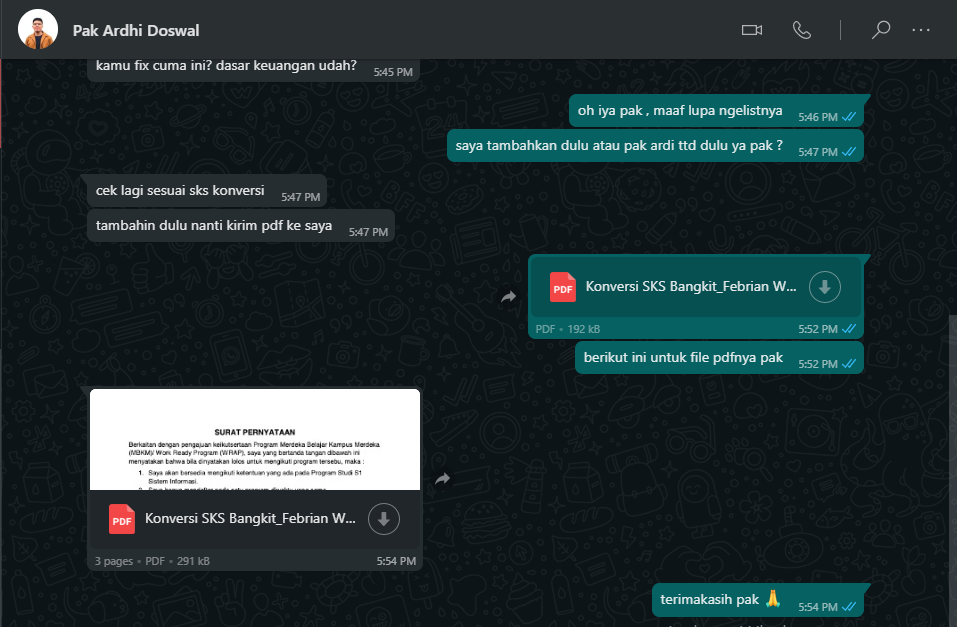 Pak Ardhi Doswal
kamu fix cuma ini? dasar keuangan udah?
5:45 PM
oh iya pak , maaf lupa ngelistnya
5:46 PM
saya tambahkan dulu atau pak ardi ttd dulu ya pak ?
5:47 PM
cek lagi sesuai sks konversi
5:47 PM
tambahin dulu nanti kirim pdf ke saya
5:47 PM
PDF
Konversi SKS Bangkit_Febrian W...
PDF • 192 kB
5:52 PM
berikut ini untuk file pdfnya pak
5:52 PM
SURAT PERNYATAAN
Berkaitan dengan pengajuan keikutsertaan Program Merdeka Belajar Kampus Merdeka
(MBKM)/ Work Ready Program (WRAP), saya yang bertanda tangan dibawah ini
menyatakan bahwa bila dinyatakan lolos untuk mengikuti program tersebut, maka :
1. Saya akan bersedia mengikuti ketentuan yang ada pada Program Studi S1
Sistem Informasi.
PDF
Konversi SKS Bangkit_Febrian W...
3 pages • PDF • 291 kB
5:54 PM
terimakasih pak 🙏
5:54 PM